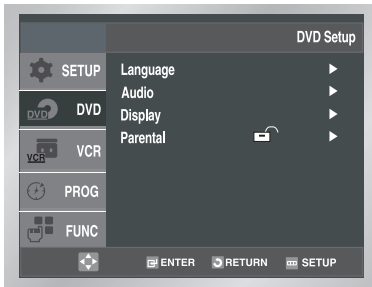 DVD Setup
SETUP
DVD DVD
VCR VCR
PROG
FUNC
Language
Audio
Display
Parental
ENTER RETURN SETUP